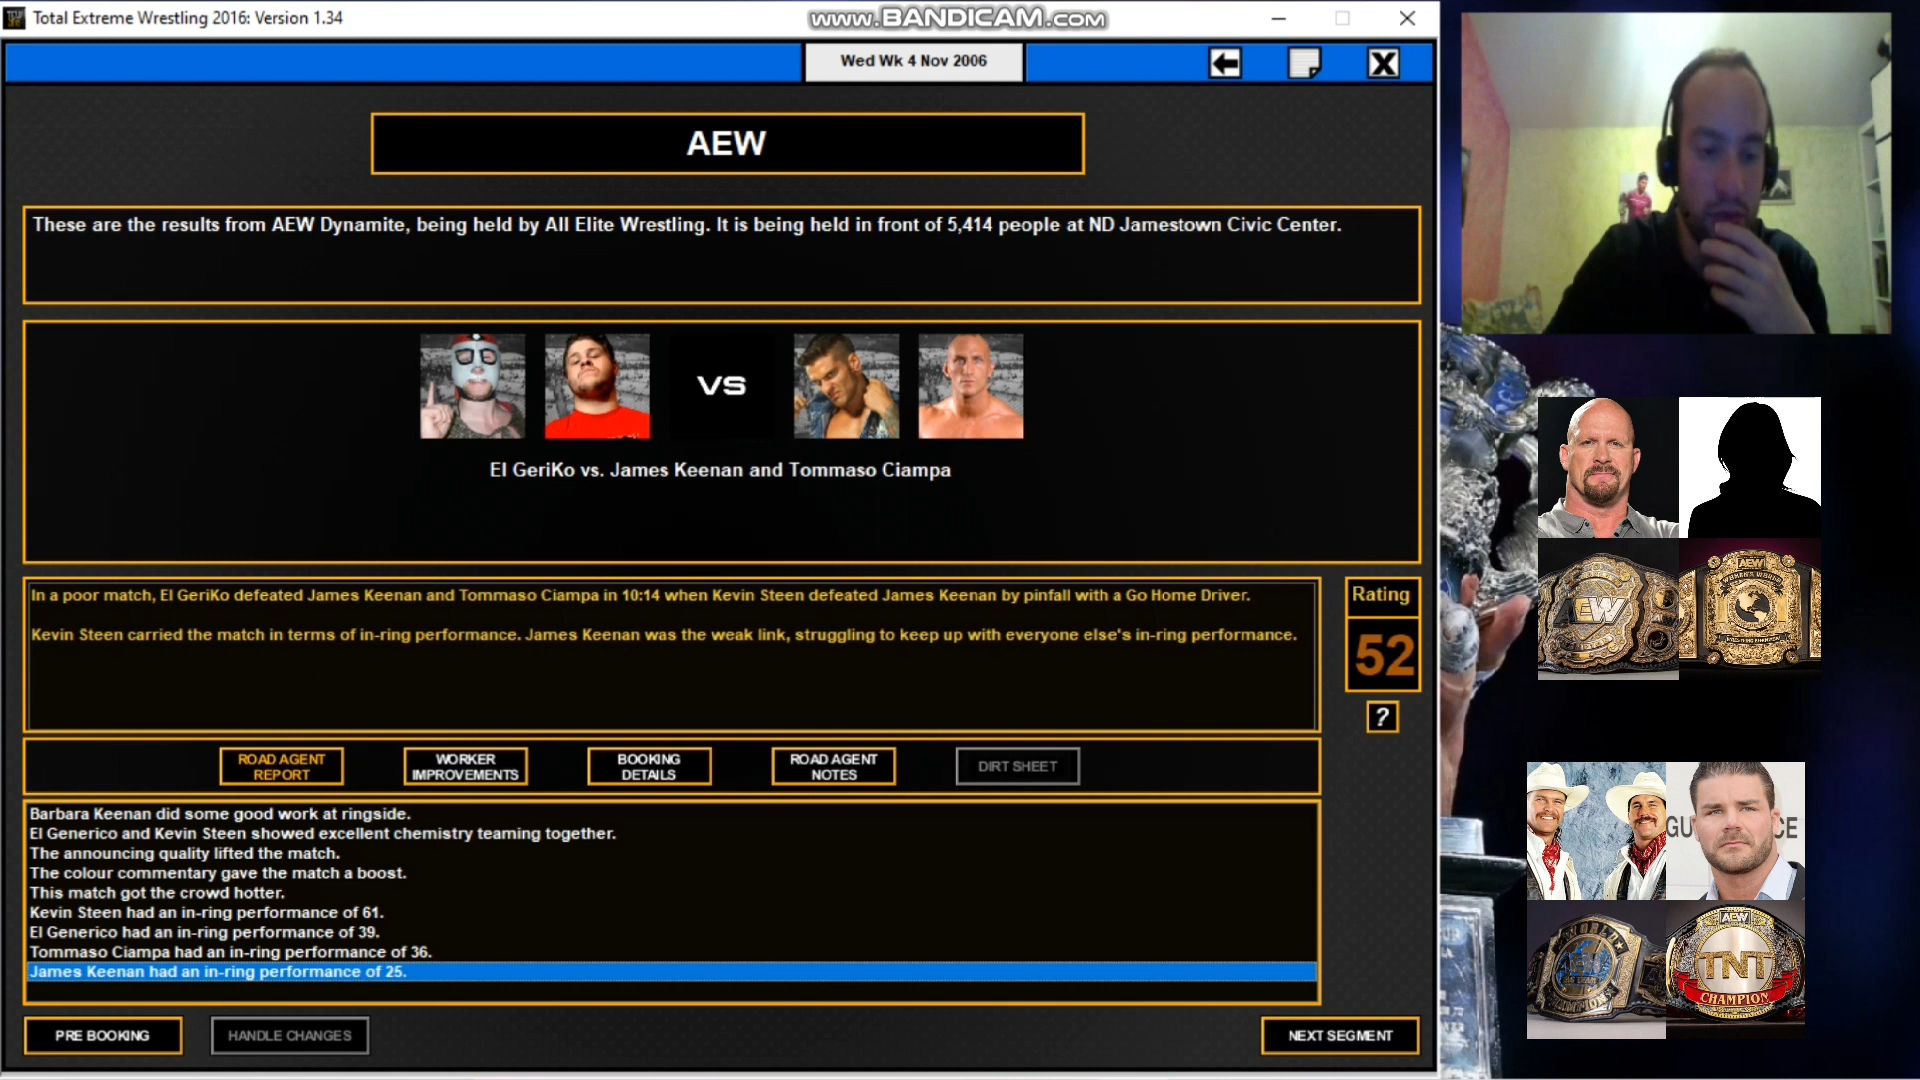 Total Extreme Wrestling 2016: Version 1.34
www.BANDICAM.com
Wed Wk 4 Nov 2006
AEW
These are the results from AEW Dynamite, being held by All Elite Wrestling. It is being held in front of 5,414 people at ND Jamestown Civic Center.
VS
El GeriKo vs. James Keenan and Tommaso Ciampa
In a poor match, El GeriKo defeated James Keenan and Tommaso Ciampa in 10:14 when Kevin Steen defeated James Keenan by pinfall with a Go Home Driver.
Kevin Steen carried the match in terms of in-ring performance. James Keenan was the weak link, struggling to keep up with everyone else's in-ring performance.
Rating
52
?
ROAD AGENT REPORT
WORKER IMPROVEMENTS
BOOKING DETAILS
ROAD AGENT NOTES
DIRT SHEET
Barbara Keenan did some good work at ringside.
El Generico and Kevin Steen showed excellent chemistry teaming together.
The announcing quality lifted the match.
The colour commentary gave the match a boost.
This match got the crowd hotter.
Kevin Steen had an in-ring performance of 61.
El Generico had an in-ring performance of 39.
Tommaso Ciampa had an in-ring performance of 36.
James Keenan had an in-ring performance of 25.
PRE BOOKING
HANDLE CHANGES
NEXT SEGMENT
AEW
AEW
WOMEN'S WORLD
GU CE
WORLD
AEW
TNT
CHAMPION